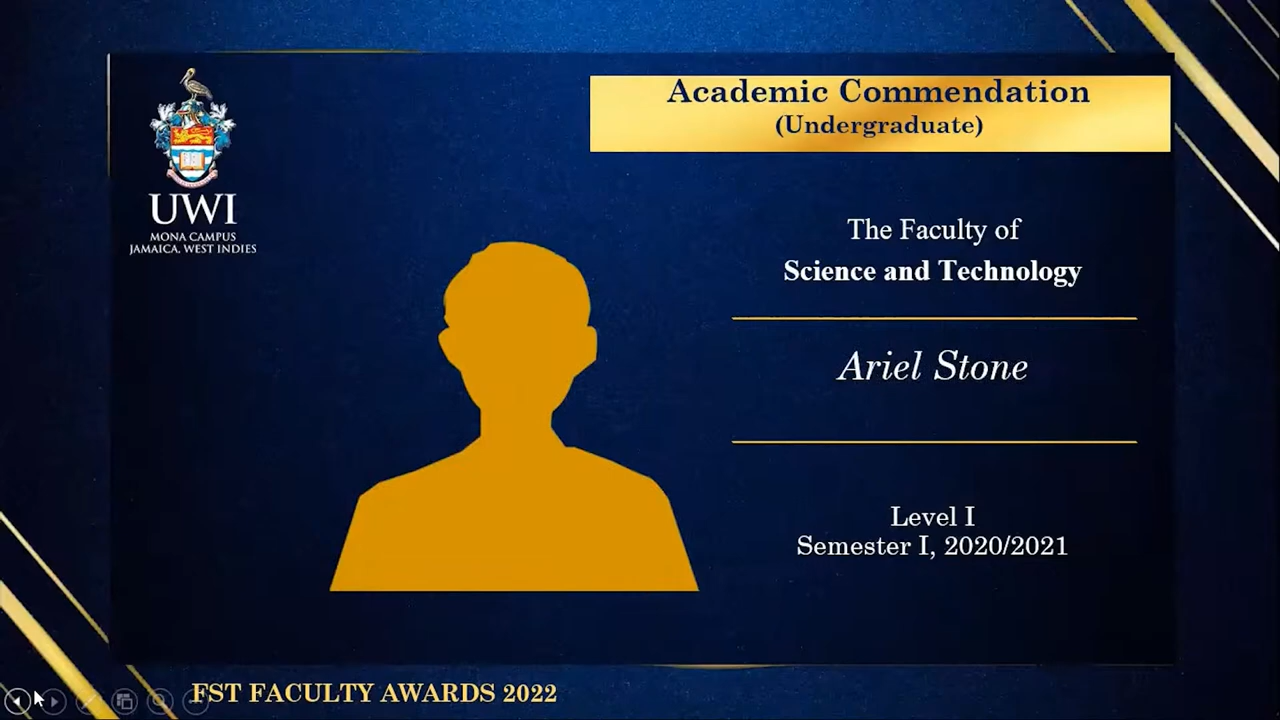 Academic Commendation
(Undergraduate)
UWI
MONA CAMPUS
JAMAICA, WEST INDIES
The Faculty of
Science and Technology
Ariel Stone
Level I
Semester I, 2020/2021
FST FACULTY AWARDS 2022